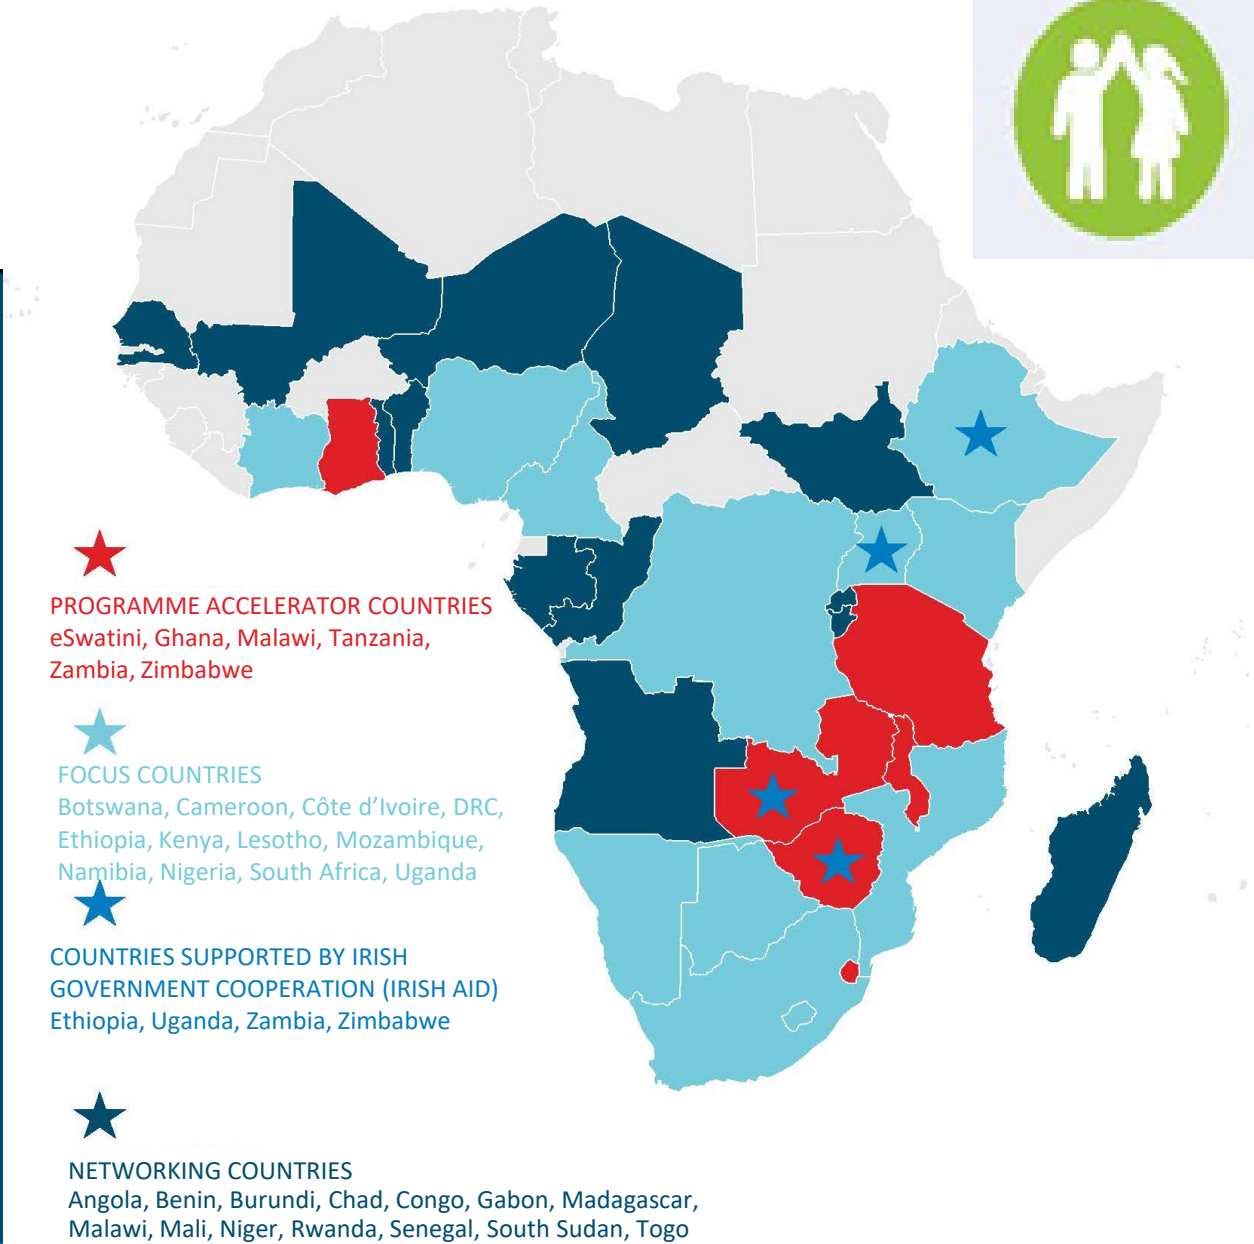 PROGRAMME ACCELERATOR COUNTRIES
eSwatini, Ghana, Malawi, Tanzania,
Zambia, Zimbabwe
FOCUS COUNTRIES
Botswana, Cameroon, Côte d’Ivoire, DRC,
Ethiopia, Kenya, Lesotho, Mozambique,
Namibia, Nigeria, South Africa, Uganda
COUNTRIES SUPPORTED BY IRISH
GOVERNMENT COOPERATION (IRISH AID)
Ethiopia, Uganda, Zambia, Zimbabwe
NETWORKING COUNTRIES
Angola, Benin, Burundi, Chad, Congo, Gabon, Madagascar,
Malawi, Mali, Niger, Rwanda, Senegal, South Sudan, Togo